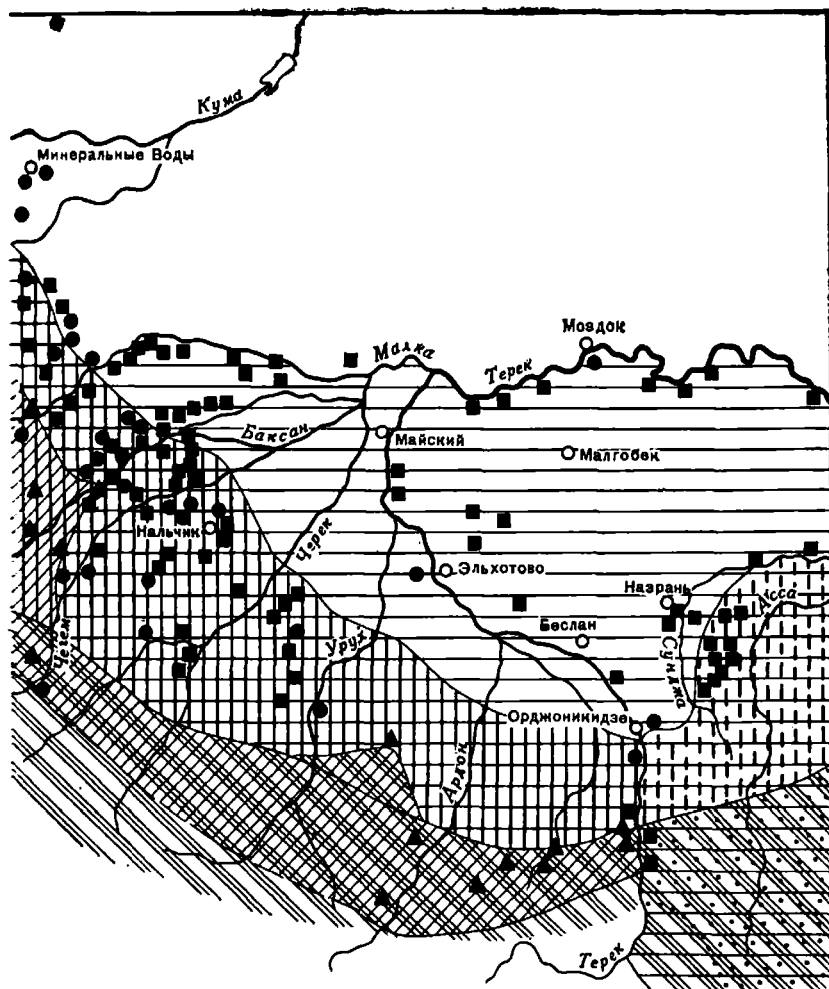 Кума
Минеральные Воды
Моздок
Малка
Терек
Баксан
Майский
Малгобек
Нальчик
Черек
Эльхотово
Назрань
Асса
Чегем
Урух
Беслан
Сунджа
Орджоникидзе
Ардон
Терек